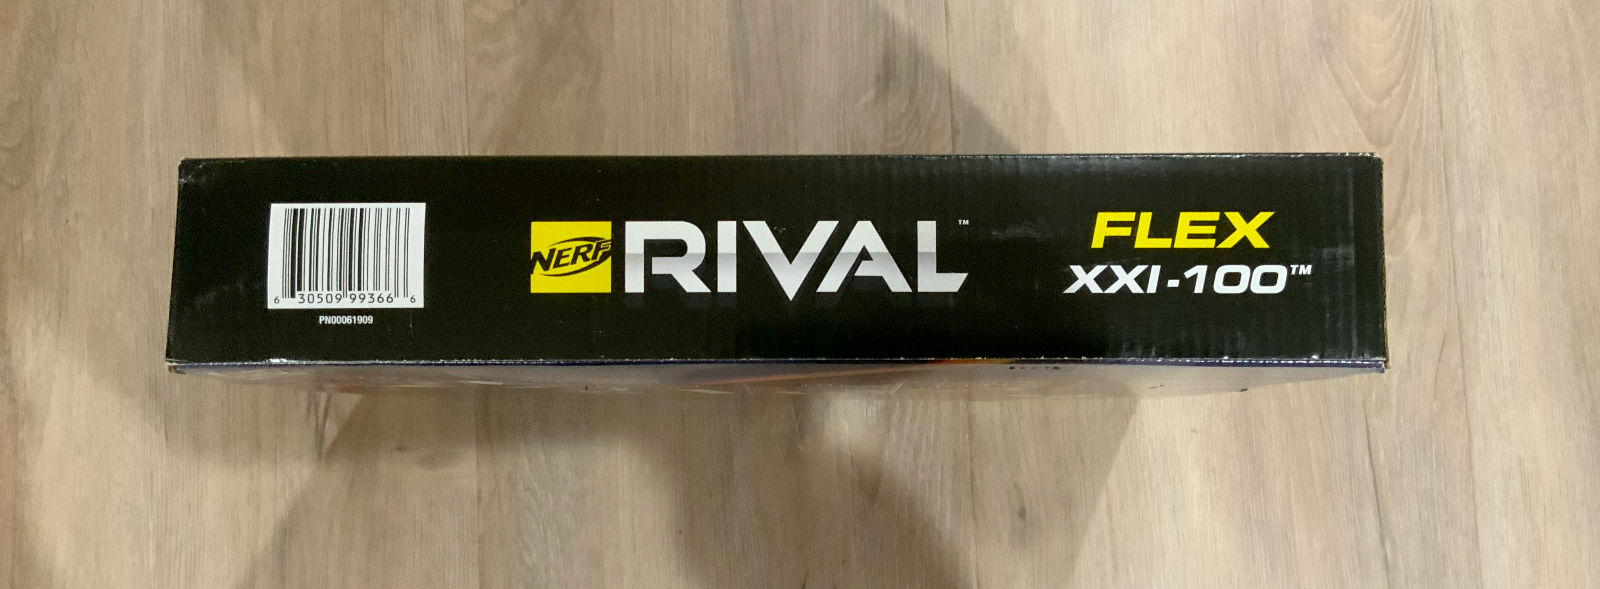 6 30509 99366 6
PN00061909
NERF RIVAL™
FLEX
XXI-100™